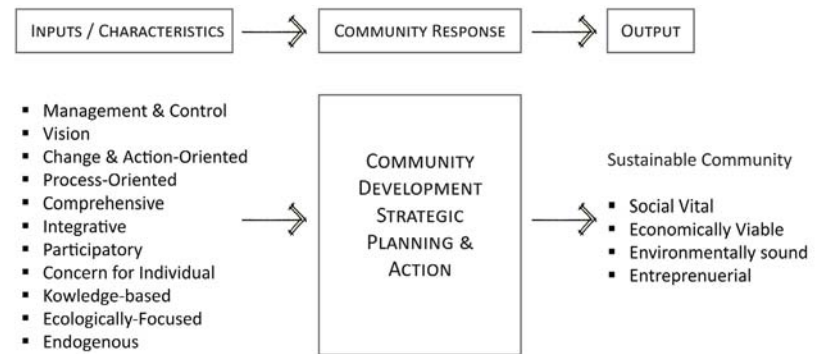 INPUTS / CHARACTERISTICS
COMMUNITY RESPONSE
OUTPUT
▪ Management & Control
▪ Vision
▪ Change & Action-Oriented
▪ Process-Oriented
▪ Comprehensive
▪ Integrative
▪ Participatory
▪ Concern for Individual
▪ Kowledge-based
▪ Ecologically-Focused
▪ Endogenous
COMMUNITY
DEVELOPMENT
STRATEGIC
PLANNING &
ACTION
Sustainable Community
▪ Social Vital
▪ Economically Viable
▪ Environmentally sound
▪ Entreprenuerial